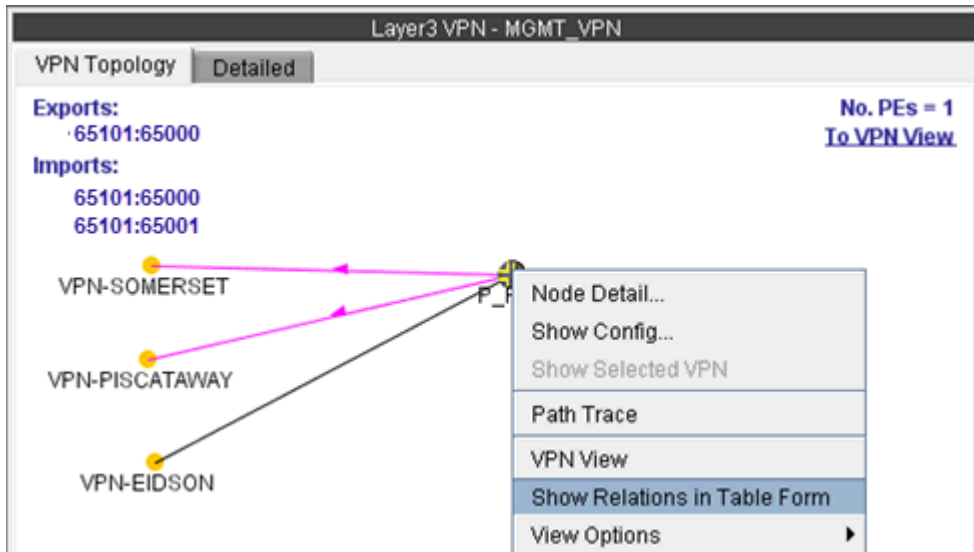 Layer3 VPN - MGMT_VPN
VPN Topology
Detailed
Exports:
65101:65000
No. PEs = 1
To VPN View
Imports:
65101:65000
65101:65001
VPN-SOMERSET
VPN-PISCATAWAY
VPN-EIDSON
Node Detail...
Show Config...
Show Selected VPN
Path Trace
VPN View
Show Relations in Table Form
View Options